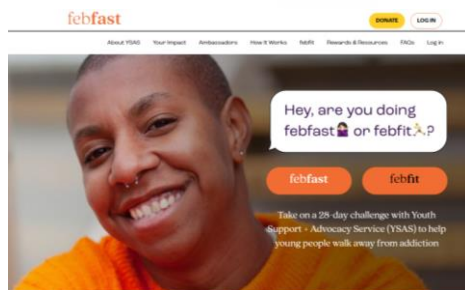 febfast
DONATE
LOG IN
About YSAS Your Impact Ambassadors How It Works febfit Rewards & Resources FAQs Log in
Hey, are you doing
febfast🙅🏾‍♀️ or febfit🏃?
febfast
febfit
Take on a 28-day challenge with Youth
Support + Advocacy Service (YSAS) to help
young people walk away from addiction